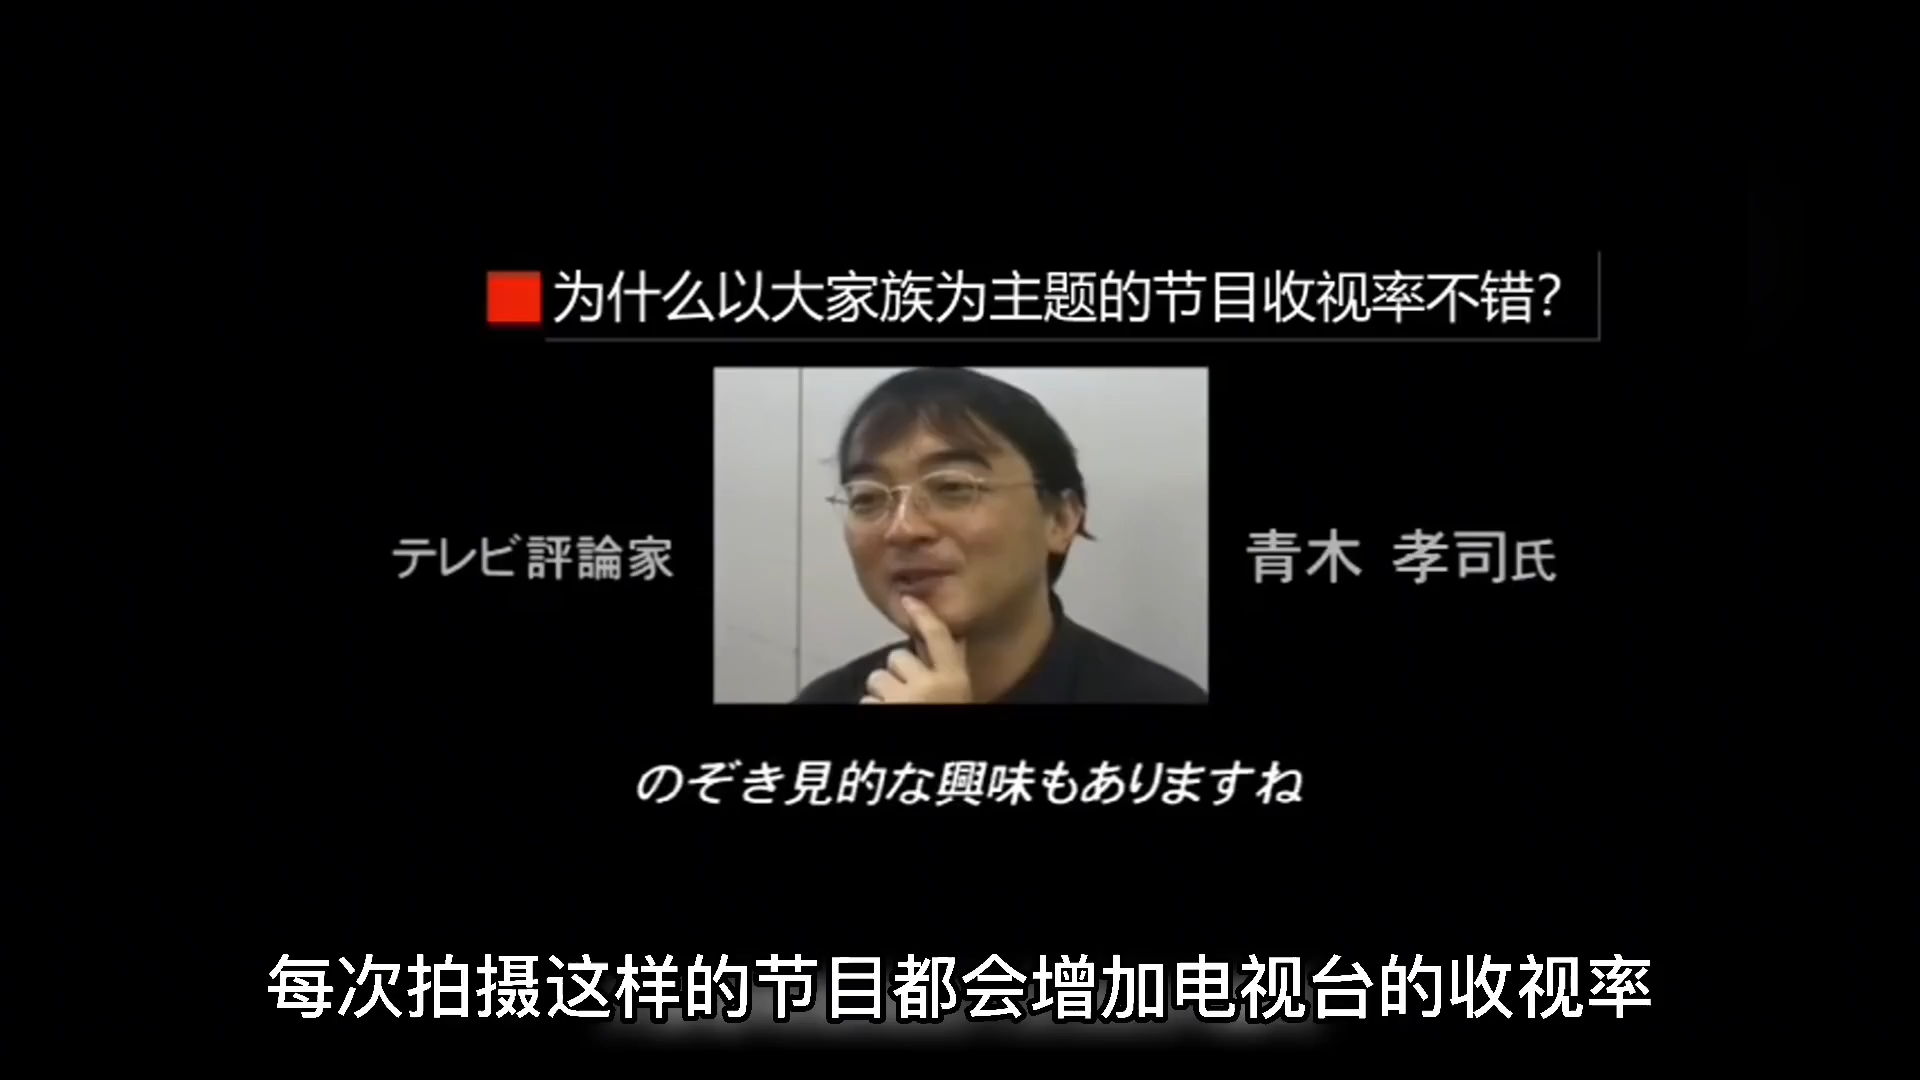 为什么以大家族为主题的节目收视率不错?
テレビ評論家
青木 孝司氏
のぞき見的な興味もありますね
每次拍摄这样的节目都会增加电视台的收视率